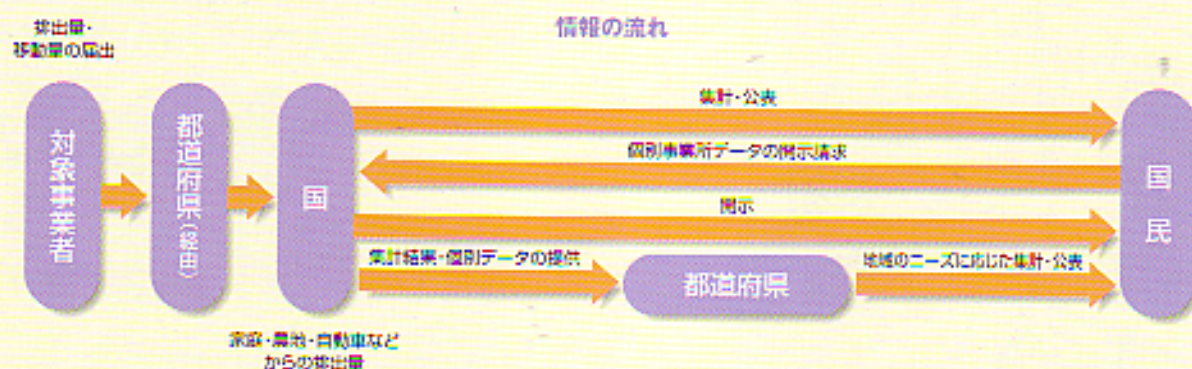 情報の流れ
排出量・
移動量の届出
対象事業者
都道府県(経由)
国
集計・公表
個別事業所データの開示請求
開示
集計結果・個別データの提供
都道府県
地域のニーズに応じた集計・公表
国民
家庭・農地・自動車など
からの排出量